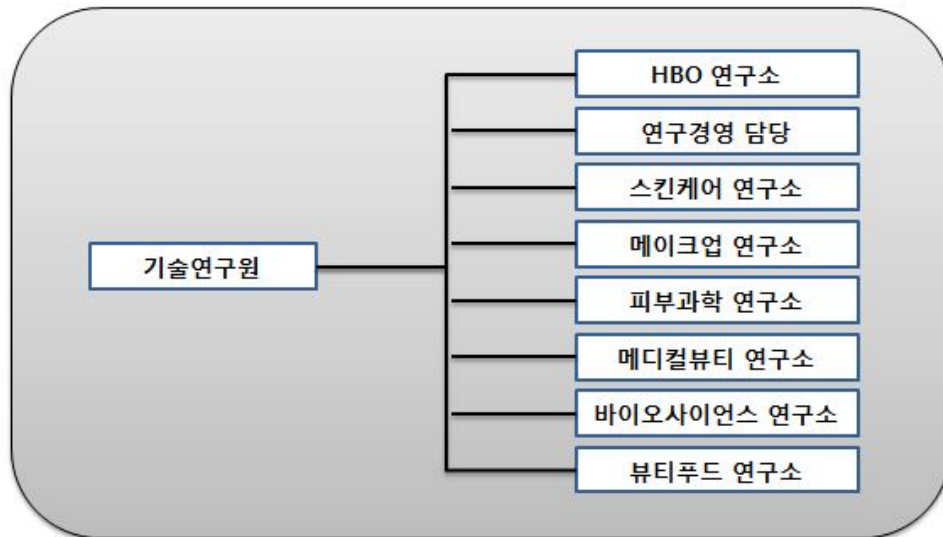 HBO 연구소
연구경영 담당
스킨케어 연구소
메이크업 연구소
기술연구원
피부과학 연구소
메디컬뷰티 연구소
바이오사이언스 연구소
뷰티푸드 연구소